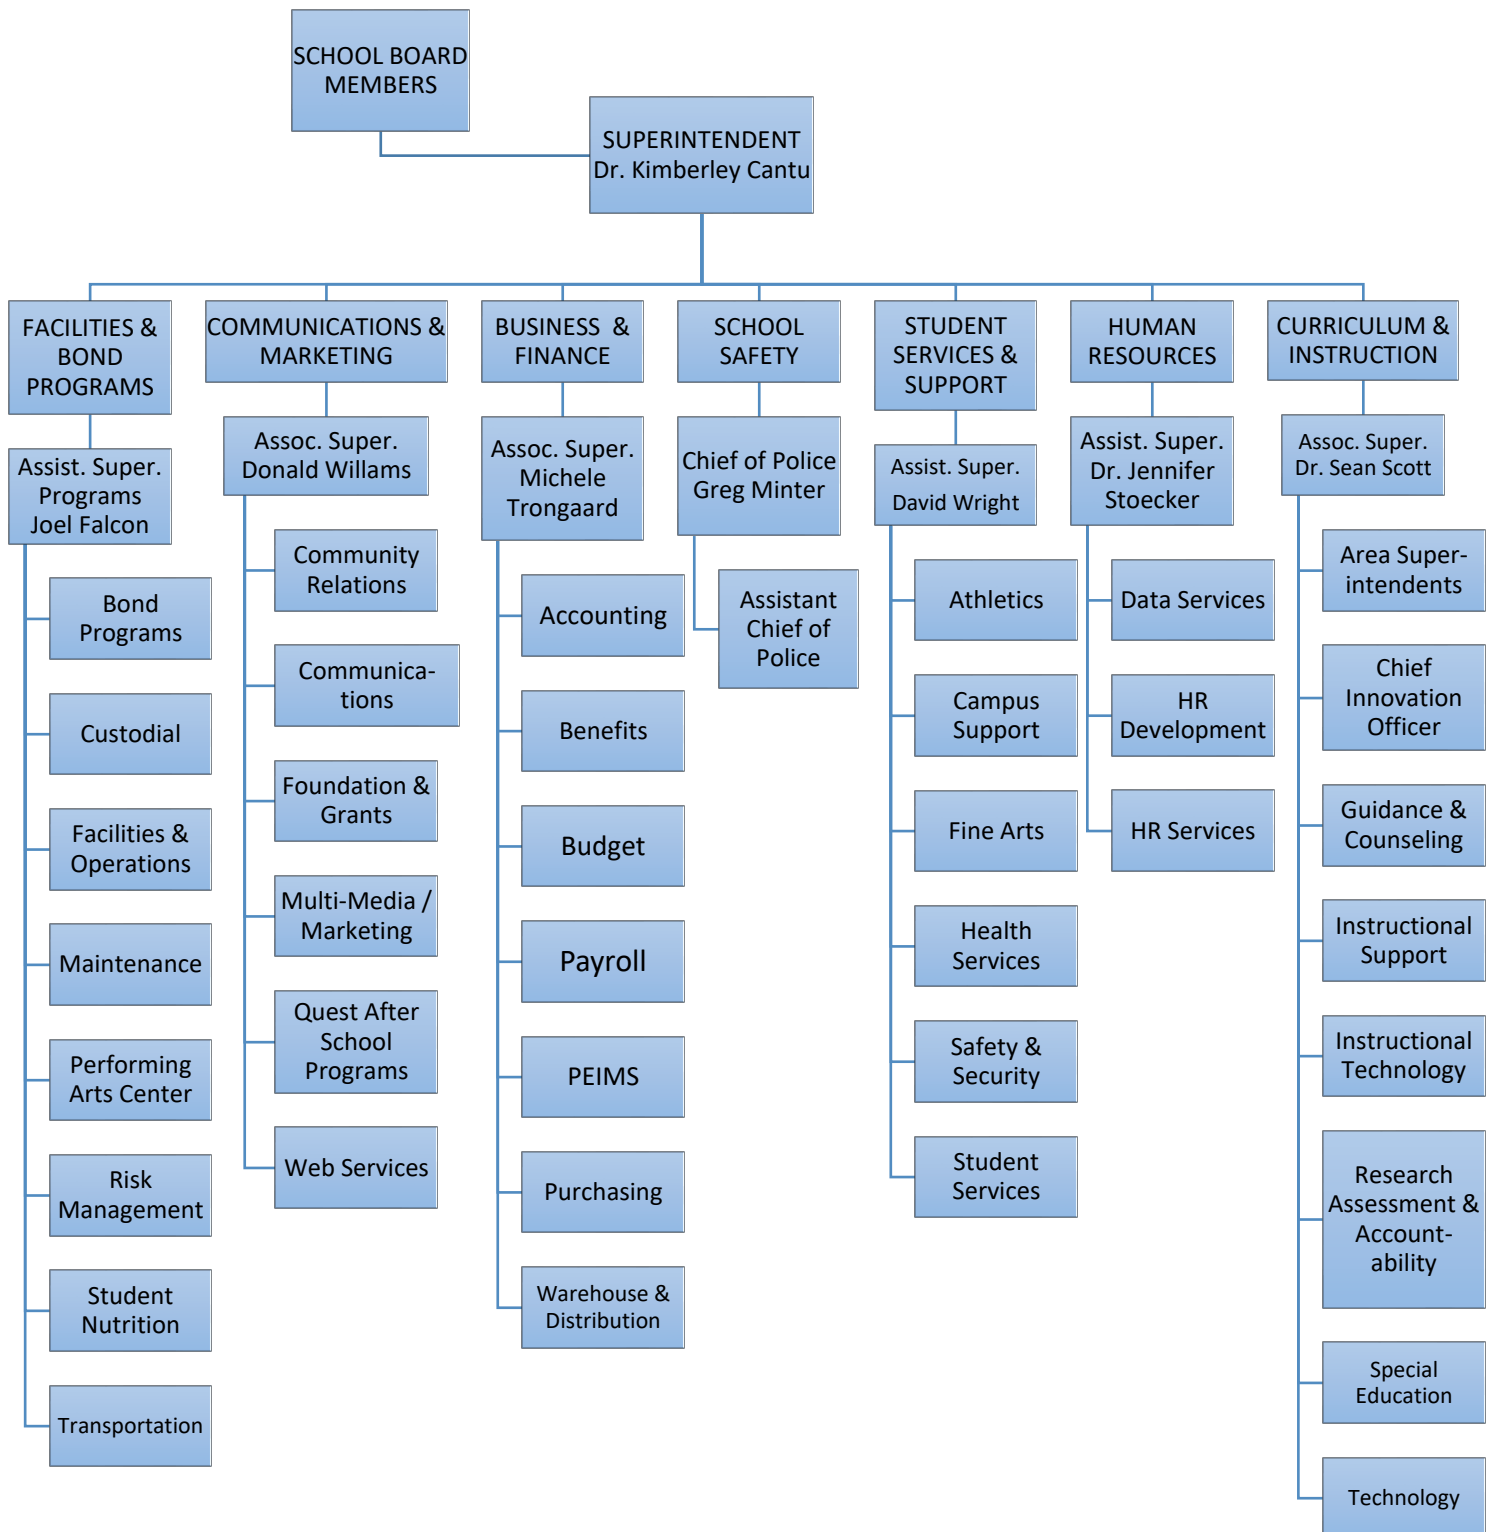 SCHOOL BOARD
MEMBERS
SUPERINTENDENT
Dr. Kimberley Cantu
FACILITIES &
BOND
PROGRAMS
Assist. Super.
Programs
Joel Falcon
Bond
Programs
Custodial
Facilities &
Operations
Maintenance
Performing
Arts Center
Risk
Management
Student
Nutrition
Transportation
COMMUNICATIONS &
MARKETING
Assoc. Super.
Donald Willams
Community
Relations
Communica-
tions
Foundation &
Grants
Multi-Media /
Marketing
Quest After
School
Programs
Web Services
BUSINESS &
FINANCE
Assoc. Super.
Michele
Trongaard
Accounting
Benefits
Budget
Payroll
PEIMS
Purchasing
Warehouse &
Distribution
SCHOOL
SAFETY
Chief of Police
Greg Minter
Assistant
Chief of
Police
STUDENT
SERVICES &
SUPPORT
Assist. Super.
David Wright
Athletics
Campus
Support
Fine Arts
Health
Services
Safety &
Security
Student
Services
HUMAN
RESOURCES
Assist. Super.
Dr. Jennifer
Stoecker
Data Services
HR
Development
HR Services
CURRICULUM &
INSTRUCTION
Assoc. Super.
Dr. Sean Scott
Area Super-
intendents
Chief
Innovation
Officer
Guidance &
Counseling
Instructional
Support
Instructional
Technology
Research
Assessment &
Account-
ability
Special
Education
Technology